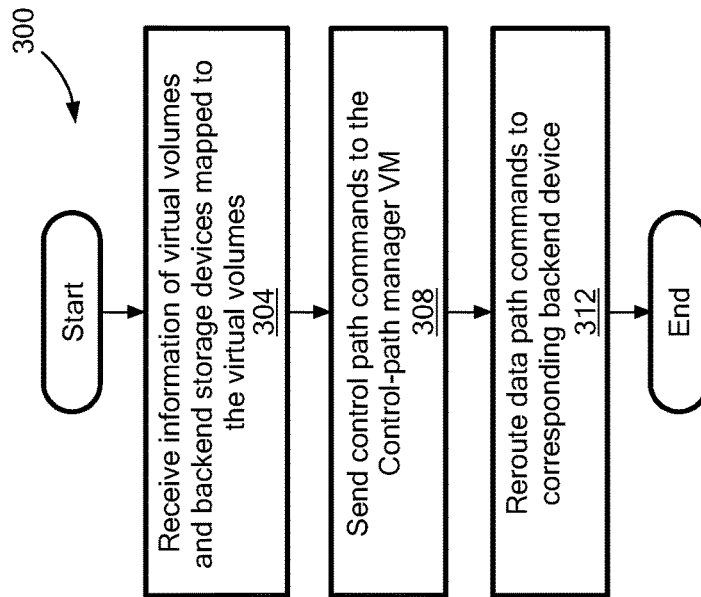 300
Start
Receive information of virtual volumes
and backend storage devices mapped to
the virtual volumes
304
Send control path commands to the
Control-path manager VM
308
Reroute data path commands to
corresponding backend device
312
End